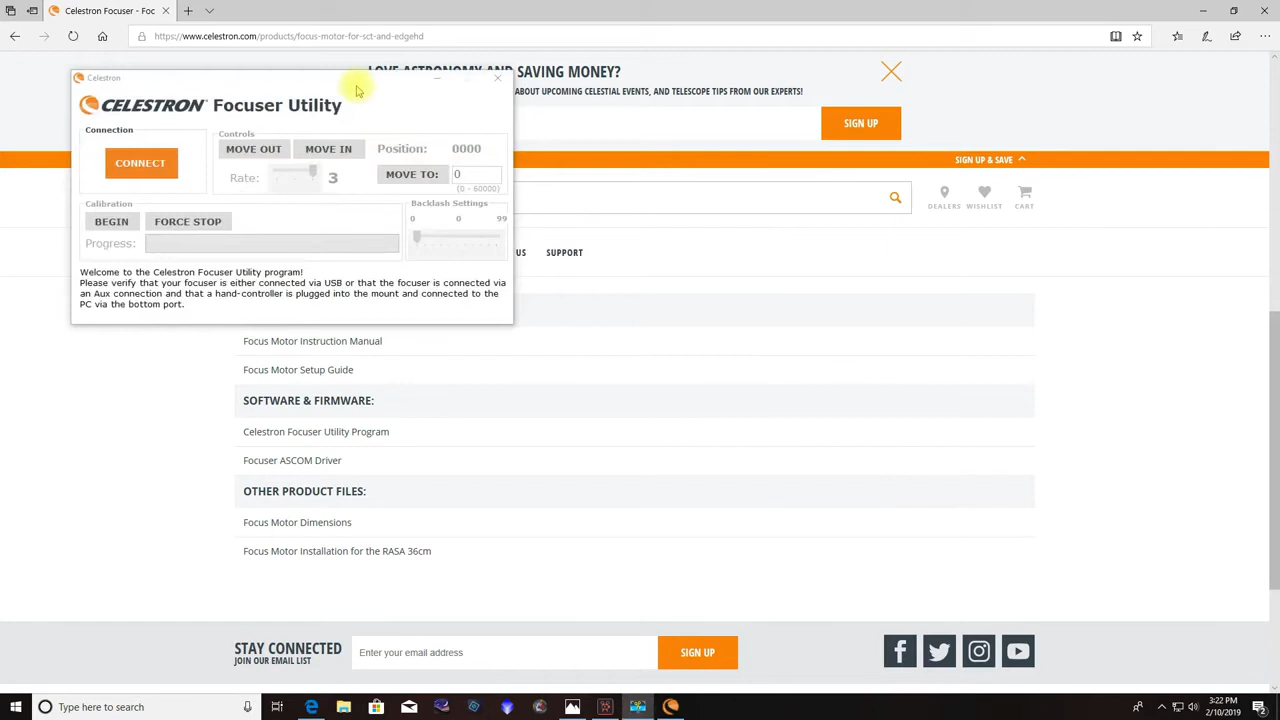 Celestron Focuser - Foc
https://www.celestron.com/products/focus-motor-for-sct-and-edgehd
AND SAVING MONEY?
ABOUT UPCOMING CELESTIAL EVENTS, AND TELESCOPE TIPS FROM OUR EXPERTS!
SIGN UP
SIGN UP & SAVE
DEALERS WISHLIST CART
US SUPPORT
Celestron
CELESTRON Focuser Utility
Connection
CONNECT
Controls
MOVE OUT MOVE IN Position: 0000
Rate: 3 MOVE TO: 0
(0 - 60000)
Calibration
BEGIN FORCE STOP
Progress:
Backlash Settings
0 0 99
Welcome to the Celestron Focuser Utility program!
Please verify that your focuser is either connected via USB or that the focuser is connected via
an Aux connection and that a hand-controller is plugged into the mount and connected to the
PC via the bottom port.
Focus Motor Instruction Manual
Focus Motor Setup Guide
SOFTWARE & FIRMWARE:
Celestron Focuser Utility Program
Focuser ASCOM Driver
OTHER PRODUCT FILES:
Focus Motor Dimensions
Focus Motor Installation for the RASA 36cm
STAY CONNECTED
JOIN OUR EMAIL LIST
Enter your email address
SIGN UP
Type here to search
3:22 PM
2/10/2019